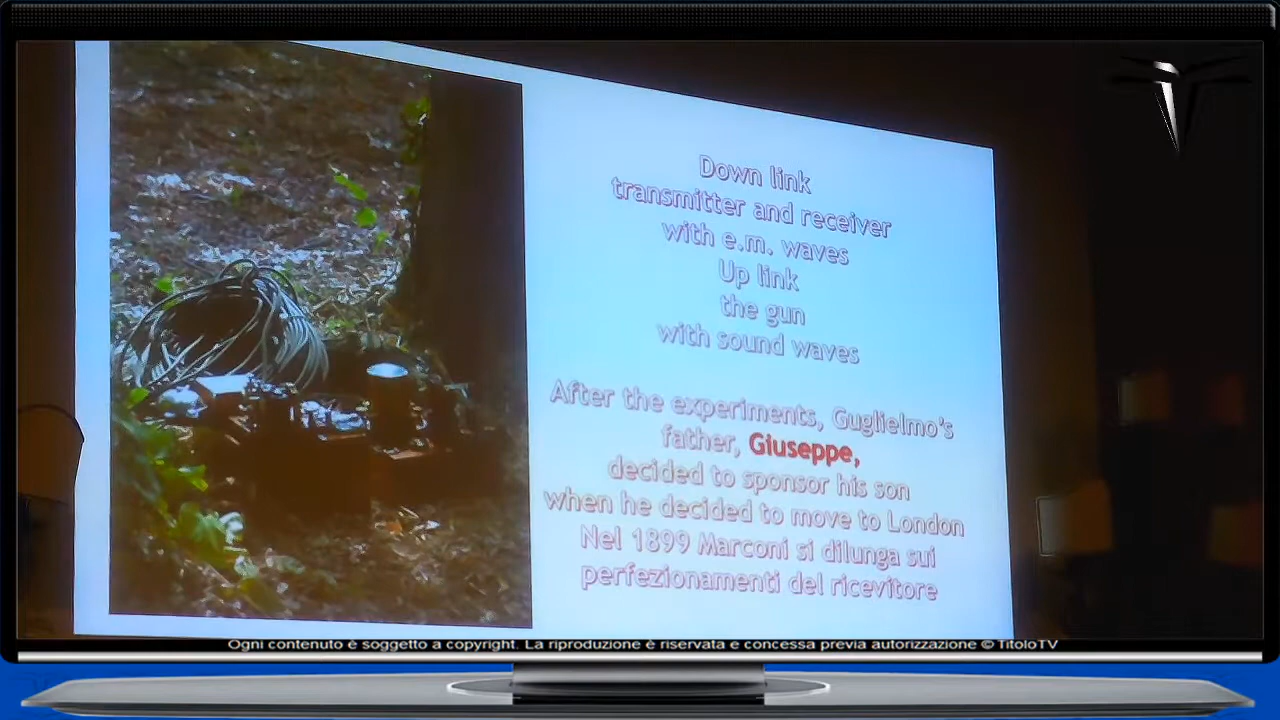 Down link
transmitter and receiver
with e.m. waves
Up link
the gun
with sound waves
After the experiments, Guglielmo's
father, Giuseppe,
decided to sponsor his son
when he decided to move to London
Nel 1899 Marconi si dilunga sui
perfezionamenti del ricevitore
Ogni contenuto è soggetto a copyright. La riproduzione è riservata e concessa previa autorizzazione © TitoloTV